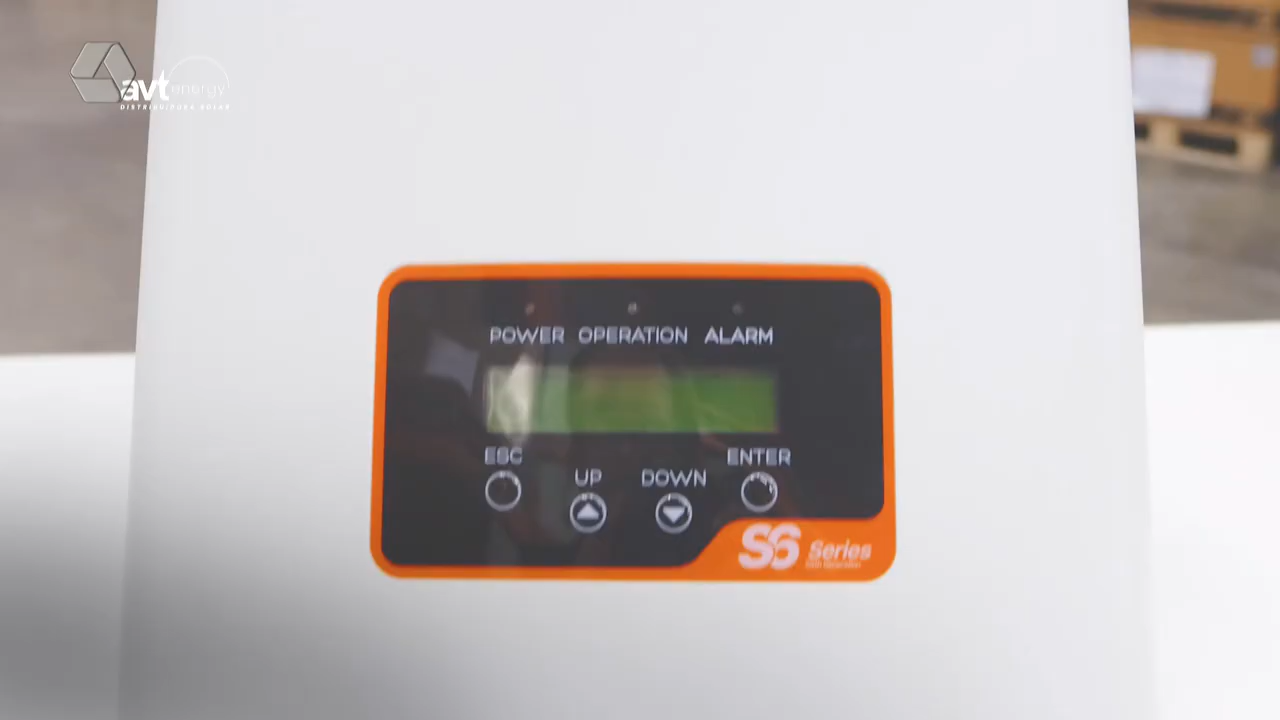 avt energy
DISTRIBUIDORA SOLAR
POWER OPERATION ALARM
ESC
UP
DOWN
ENTER
S6 Series